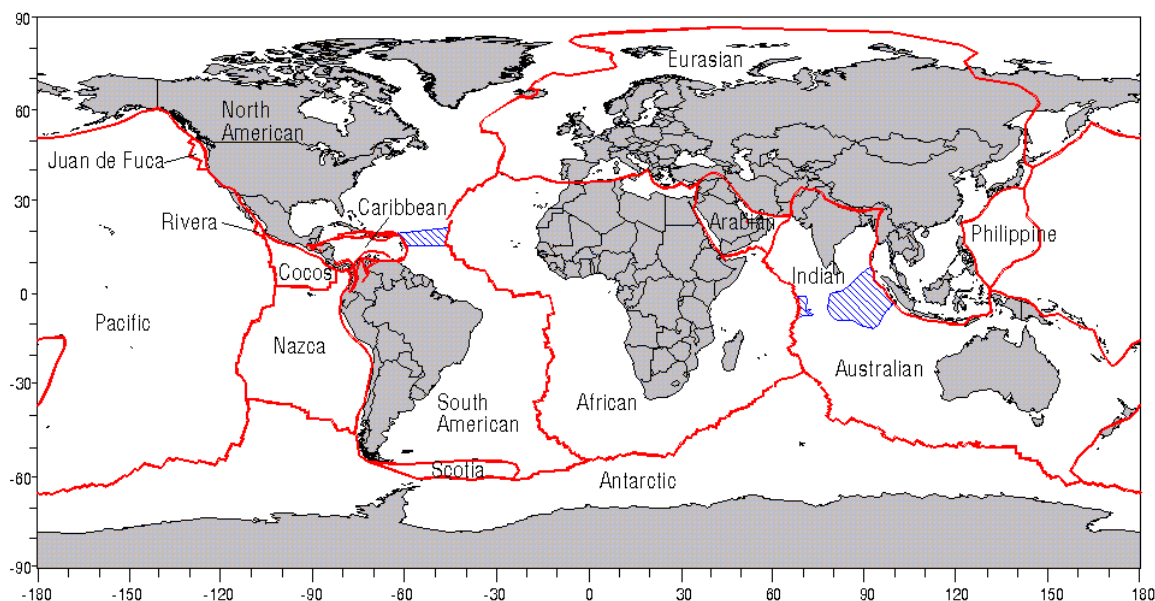 90
60
30
0
-30
-60
-90
-180
-150
-120
-90
-60
-30
0
30
60
90
120
150
180
Eurasian
North
American
Juan de Fuca
Rivera
Caribbean
Arabian
Philippine
Cocos
Indian
Pacific
Nazca
Australian
South
American
African
Scotia
Antarctic